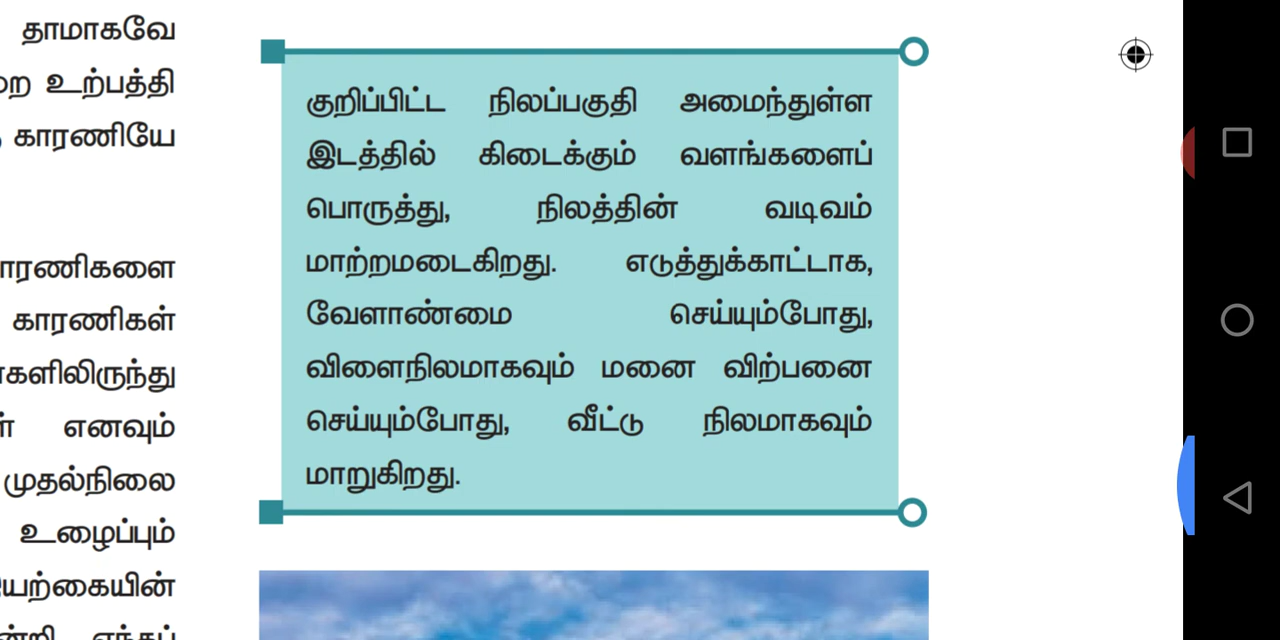 தாமாகவே
உற்பத்தி
காரணியே
காரணிகள்
எனவும்
முதல்நிலை
உழைப்பும்
குறிப்பிட்ட நிலப்பகுதி அமைந்துள்ள
இடத்தில் கிடைக்கும் வளங்களைப்
பொருத்து, நிலத்தின் வடிவம்
மாற்றமடைகிறது. எடுத்துக்காட்டாக,
வேளாண்மை செய்யும்போது,
விளைநிலமாகவும் மனை விற்பனை
செய்யும்போது, வீட்டு நிலமாகவும்
மாறுகிறது.